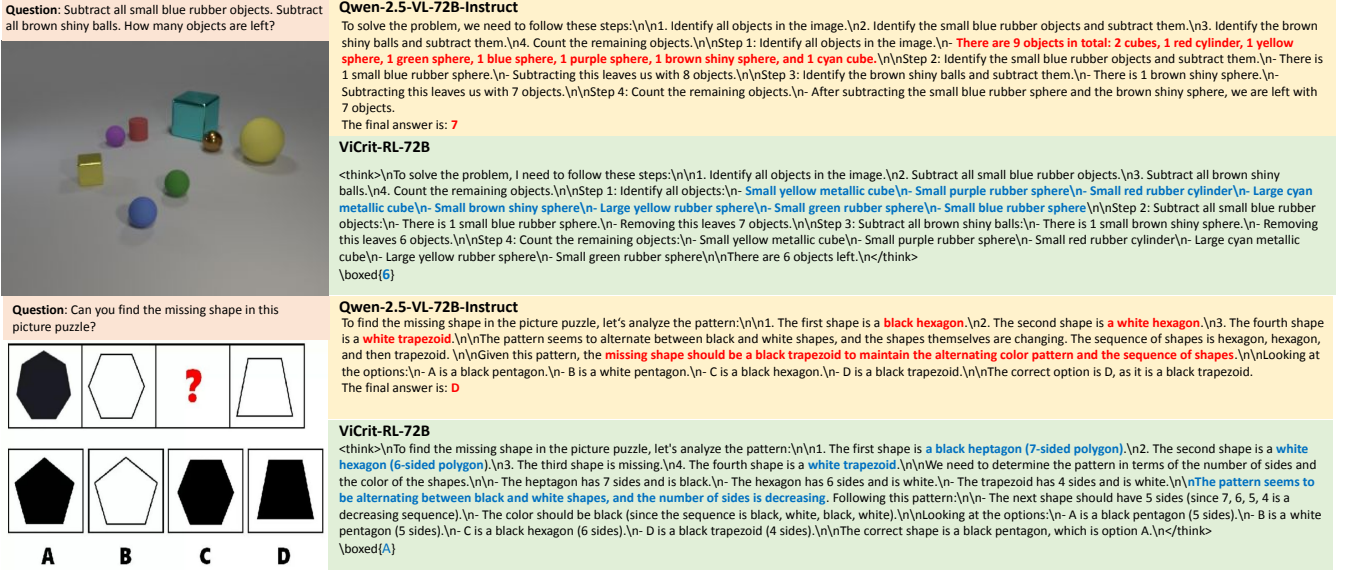 Question: Subtract all small blue rubber objects. Subtract
all brown shiny balls. How many objects are left?
Qwen-2.5-VL-72B-Instruct
To solve the problem, we need to follow these steps:\n\n1. Identify all objects in the image.\n2. Identify the small blue rubber objects and subtract them.\n3. Identify the brown
shiny balls and subtract them.\n4. Count the remaining objects.\n\nStep 1: Identify all objects in the image.\n- There are 9 objects in total: 2 cubes, 1 red cylinder, 1 yellow
sphere, 1 green sphere, 1 blue sphere, 1 purple sphere, 1 brown shiny sphere, and 1 cyan cube.\n\nStep 2: Identify the small blue rubber objects and subtract them.\n- There is
1 small blue rubber sphere.\n- Subtracting this leaves us with 8 objects.\n\nStep 3: Identify the brown shiny balls and subtract them.\n- There is 1 brown shiny sphere.\n-
Subtracting this leaves us with 7 objects.\n\nStep 4: Count the remaining objects.\n- After subtracting the small blue rubber sphere and the brown shiny sphere, we are left with
7 objects.
The final answer is: 7
ViCrit-RL-72B
<think>\nTo solve the problem, I need to follow these steps:\n\n1. Identify all objects in the image.\n2. Subtract all small blue rubber objects.\n3. Subtract all brown shiny
balls.\n4. Count the remaining objects.\n\nStep 1: Identify all objects:\n- Small yellow metallic cube\n- Small purple rubber sphere\n- Small red rubber cylinder\n- Large cyan
metallic cube\n- Small brown shiny sphere\n- Large yellow rubber sphere\n- Small green rubber sphere\n- Small blue rubber sphere\n\nStep 2: Subtract all small blue rubber
objects:\n- There is 1 small blue rubber sphere.\n- Removing this leaves 7 objects.\n\nStep 3: Subtract all brown shiny balls:\n- There is 1 small brown shiny sphere.\n- Removing
this leaves 6 objects.\n\nStep 4: Count the remaining objects:\n- Small yellow metallic cube\n- Small purple rubber sphere\n- Small red rubber cylinder\n- Large cyan metallic
cube\n- Large yellow rubber sphere\n- Small green rubber sphere\n\nThere are 6 objects left.\n</think>
\boxed{6}
Question: Can you find the missing shape in this
picture puzzle?
?
A B C D
Qwen-2.5-VL-72B-Instruct
To find the missing shape in the picture puzzle, let's analyze the pattern:\n\n1. The first shape is a black hexagon.\n2. The second shape is a white hexagon.\n3. The fourth shape
is a white trapezoid.\n\nThe pattern seems to alternate between black and white shapes, and the shapes themselves are changing. The sequence of shapes is hexagon, hexagon,
and then trapezoid. \n\nGiven this pattern, the missing shape should be a black trapezoid to maintain the alternating color pattern and the sequence of shapes.\n\nLooking at
the options:\n- A is a black pentagon.\n- B is a white pentagon.\n- C is a black hexagon.\n- D is a black trapezoid.\n\nThe correct option is D, as it is a black trapezoid.
The final answer is: D
ViCrit-RL-72B
<think>\nTo find the missing shape in the picture puzzle, let's analyze the pattern:\n\n1. The first shape is a black heptagon (7-sided polygon).\n2. The second shape is a white
hexagon (6-sided polygon).\n3. The third shape is missing.\n4. The fourth shape is a white trapezoid.\n\nWe need to determine the pattern in terms of the number of sides and
the color of the shapes.\n\n- The heptagon has 7 sides and is black.\n- The hexagon has 6 sides and is white.\n- The trapezoid has 4 sides and is white.\n\nThe pattern seems to
be alternating between black and white shapes, and the number of sides is decreasing. Following this pattern:\n\n- The next shape should have 5 sides (since 7, 6, 5, 4 is a
decreasing sequence).\n- The color should be black (since the sequence is black, white, black, white).\n\nLooking at the options:\n- A is a black pentagon (5 sides).\n- B is a white
pentagon (5 sides).\n- C is a black hexagon (6 sides).\n- D is a black trapezoid (4 sides).\n\nThe correct shape is a black pentagon, which is option A.\n</think>
\boxed{A}